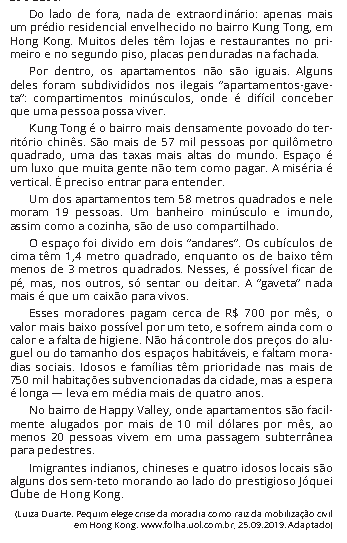 Do lado de fora, nada de extraordinário: apenas mais
um prédio residencial envelhecido no bairro Kung Tong, em
Hong Kong. Muitos deles têm lojas e restaurantes no pri-
meiro e no segundo piso, placas penduradas na fachada.
Por dentro, os apartamentos não são iguais. Alguns
deles foram subdivididos nos ilegais “apartamentos-gave-
ta”: compartimentos minúsculos, onde é difícil conceber
que uma pessoa possa viver.
Kung Tong é o bairro mais densamente povoado do ter-
ritório chinês. São mais de 57 mil pessoas por quilômetro
quadrado, uma das taxas mais altas do mundo. Espaço é
um luxo que muita gente não tem como pagar. A miséria é
vertical. É preciso entrar para entender.
Um dos apartamentos tem 58 metros quadrados e nele
moram 19 pessoas. Um banheiro minúsculo e imundo,
assim como a cozinha, são de uso compartilhado.
O espaço foi divido em dois “andares”. Os cubículos de
cima têm 1,4 metro quadrado, enquanto os de baixo têm
menos de 3 metros quadrados. Nesses, é possível ficar de
pé, mas, nos outros, só sentar ou deitar. A “gaveta” nada
mais é que um caixão para vivos.
Esses moradores pagam cerca de R$ 700 por mês, o
valor mais baixo possível por um teto, e sofrem ainda com o
calor e a falta de higiene. Não há controle dos preços do alu-
guel ou do tamanho dos espaços habitáveis, e faltam mora-
dias sociais. Idosos e famílias têm prioridade nas mais de
750 mil habitações subvencionadas da cidade, mas a espera
é longa — leva em média mais de quatro anos.
No bairro de Happy Valley, onde apartamentos são facil-
mente alugados por mais de 10 mil dólares por mês, ao
menos 20 pessoas vivem em uma passagem subterrânea
para pedestres.
Imigrantes indianos, chineses e quatro idosos locais são
alguns dos sem-teto morando ao lado do prestigioso Jóquei
Clube de Hong Kong.
(Luiza Duarte. Pequim elege crise da moradia como raiz da mobilização civil
em Hong Kong. www.folha.uol.com.br, 25.09.2019. Adaptado)